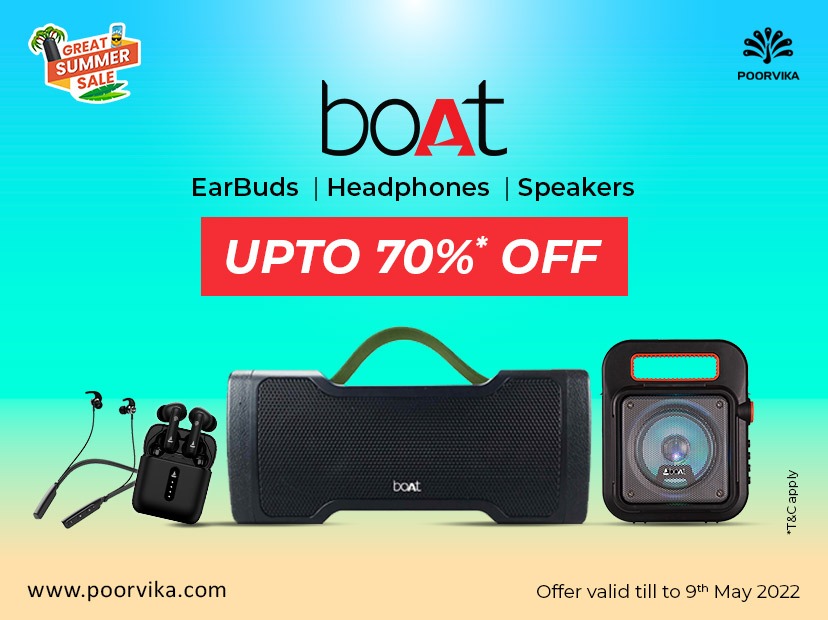 GREAT
SUMMER
SALE
POORVIKA
boAt
EarBuds | Headphones | Speakers
UPTO 70%* OFF
boAt
boAt
*T&C apply
www.poorvika.com
Offer valid till to 9th May 2022